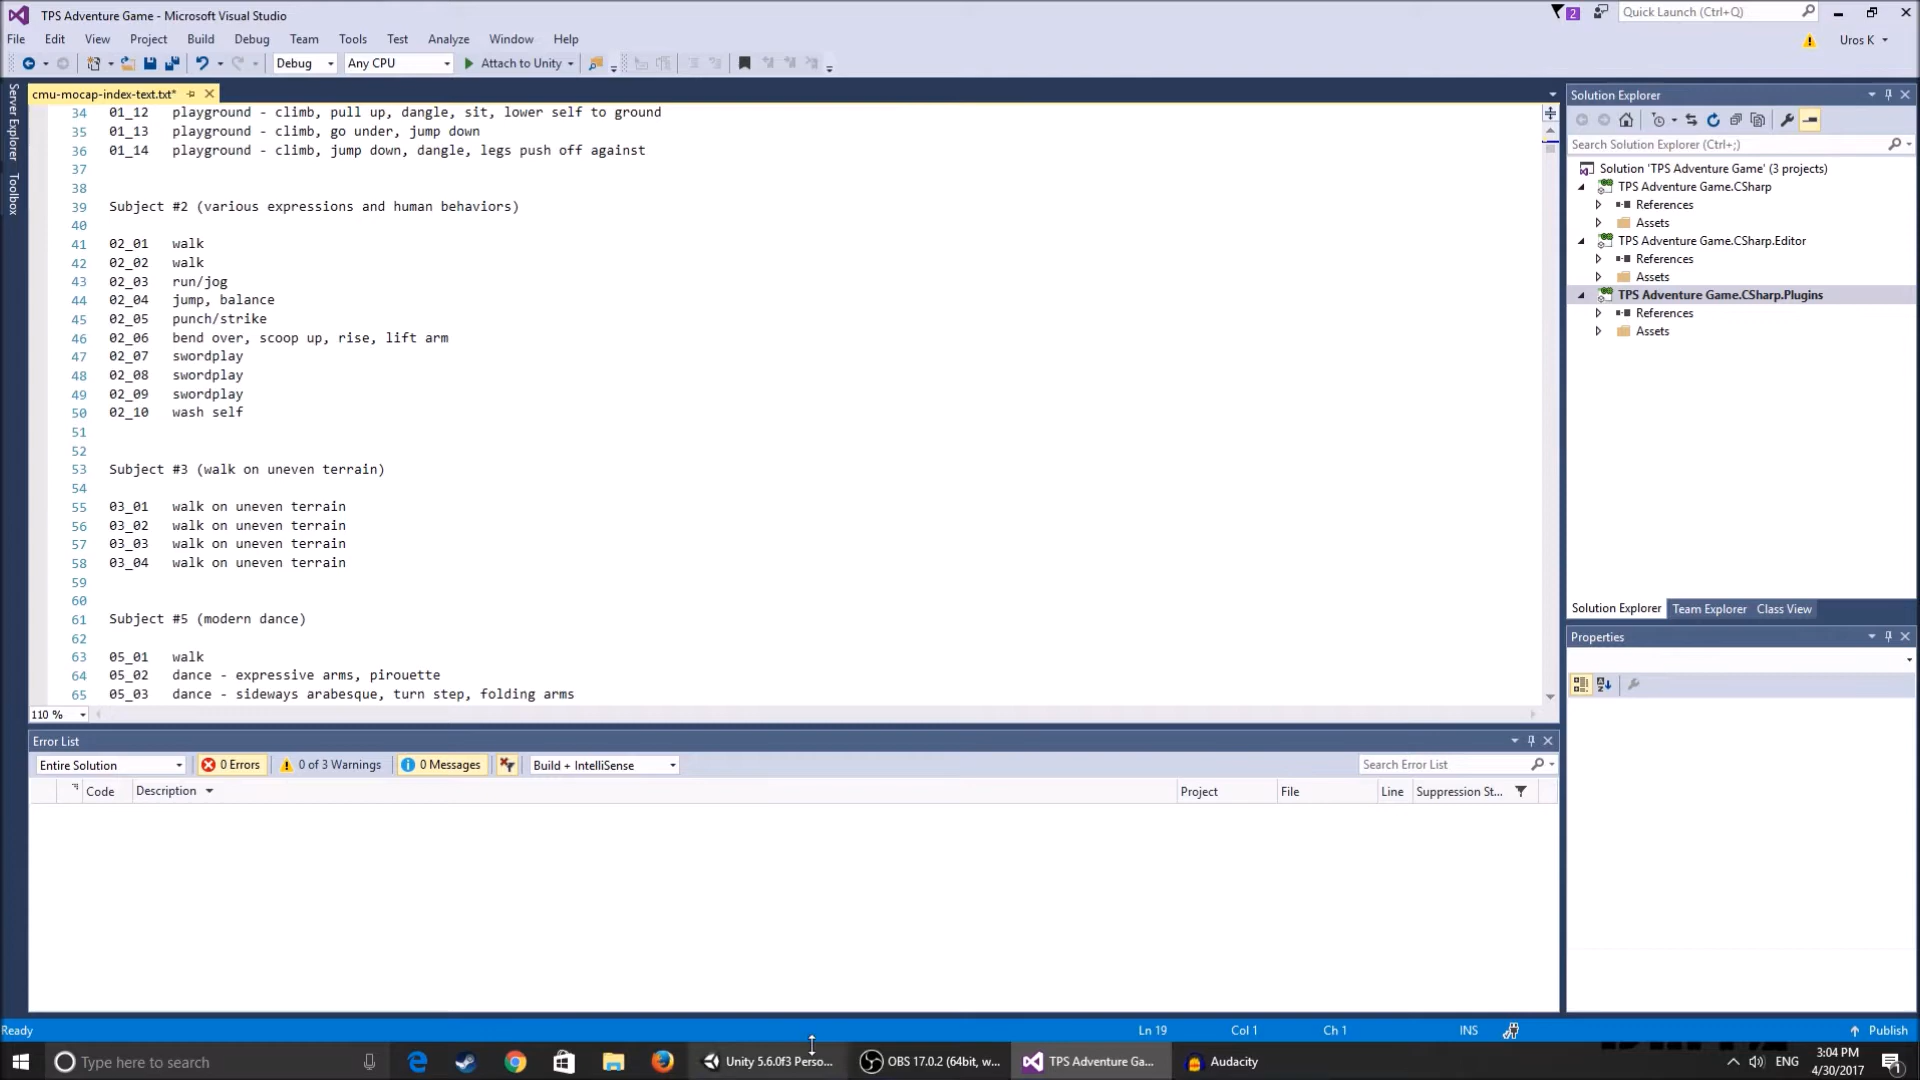 TPS Adventure Game - Microsoft Visual Studio
2
Quick Launch (Ctrl+Q)
File Edit View Project Build Debug Team Tools Test Analyze Window Help
Uros K
Debug Any CPU Attach to Unity
Server Explorer
Toolbox
cmu-mocap-index-text.txt*
34 01_12 playground - climb, pull up, dangle, sit, lower self to ground
35 01_13 playground - climb, go under, jump down
36 01_14 playground - climb, jump down, dangle, legs push off against
37
38
39 Subject #2 (various expressions and human behaviors)
40
41 02_01 walk
42 02_02 walk
43 02_03 run/jog
44 02_04 jump, balance
45 02_05 punch/strike
46 02_06 bend over, scoop up, rise, lift arm
47 02_07 swordplay
48 02_08 swordplay
49 02_09 swordplay
50 02_10 wash self
51
52
53 Subject #3 (walk on uneven terrain)
54
55 03_01 walk on uneven terrain
56 03_02 walk on uneven terrain
57 03_03 walk on uneven terrain
58 03_04 walk on uneven terrain
59
60
61 Subject #5 (modern dance)
62
63 05_01 walk
64 05_02 dance - expressive arms, pirouette
65 05_03 dance - sideways arabesque, turn step, folding arms
110 %
Solution Explorer
Search Solution Explorer (Ctrl+;)
Solution 'TPS Adventure Game' (3 projects)
TPS Adventure Game.CSharp
References
Assets
TPS Adventure Game.CSharp.Editor
References
Assets
TPS Adventure Game.CSharp.Plugins
References
Assets
Solution Explorer Team Explorer Class View
Properties
Error List
Entire Solution 0 Errors 0 of 3 Warnings 0 Messages Build + IntelliSense Search Error List
Code Description Project File Line Suppression St...
Ready Ln 19 Col 1 Ch 1 INS Publish
Type here to search Unity 5.6.0f3 Perso... OBS 17.0.2 (64bit, w... TPS Adventure Ga... Audacity ENG 3:04 PM
4/30/2017
1